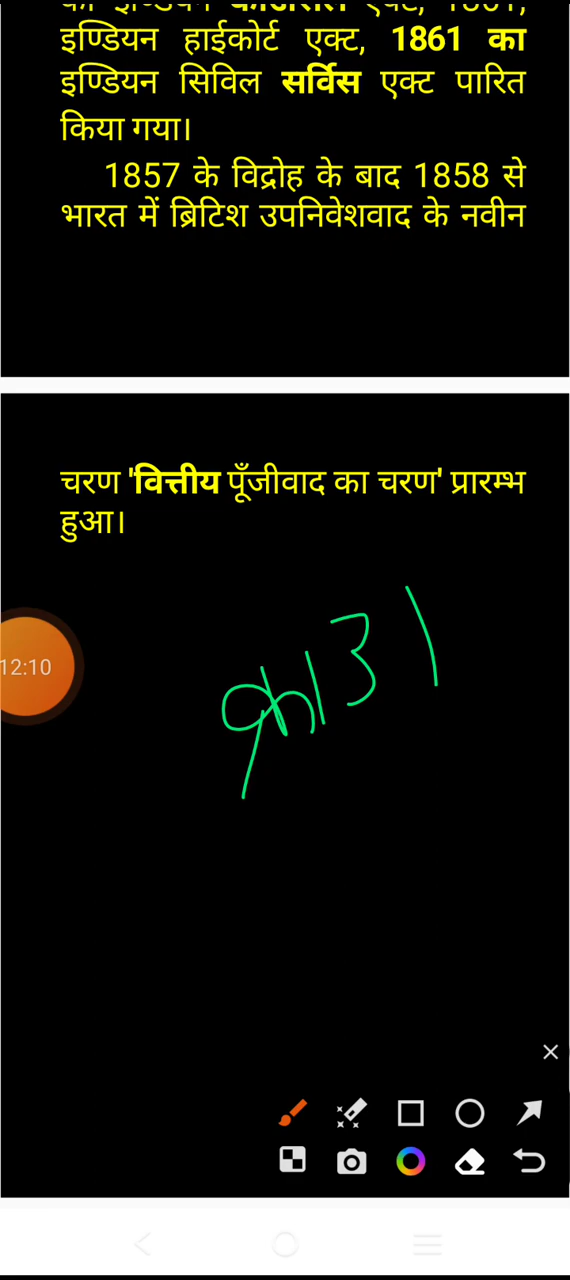 इण्डियन हाईकोर्ट एक्ट, 1861 का
इण्डियन सिविल सर्विस एक्ट पारित
किया गया।
1857 के विद्रोह के बाद 1858 से
भारत में ब्रिटिश उपनिवेशवाद के नवीन
चरण 'वित्तीय पूँजीवाद का चरण' प्रारम्भ
हुआ।
12:10